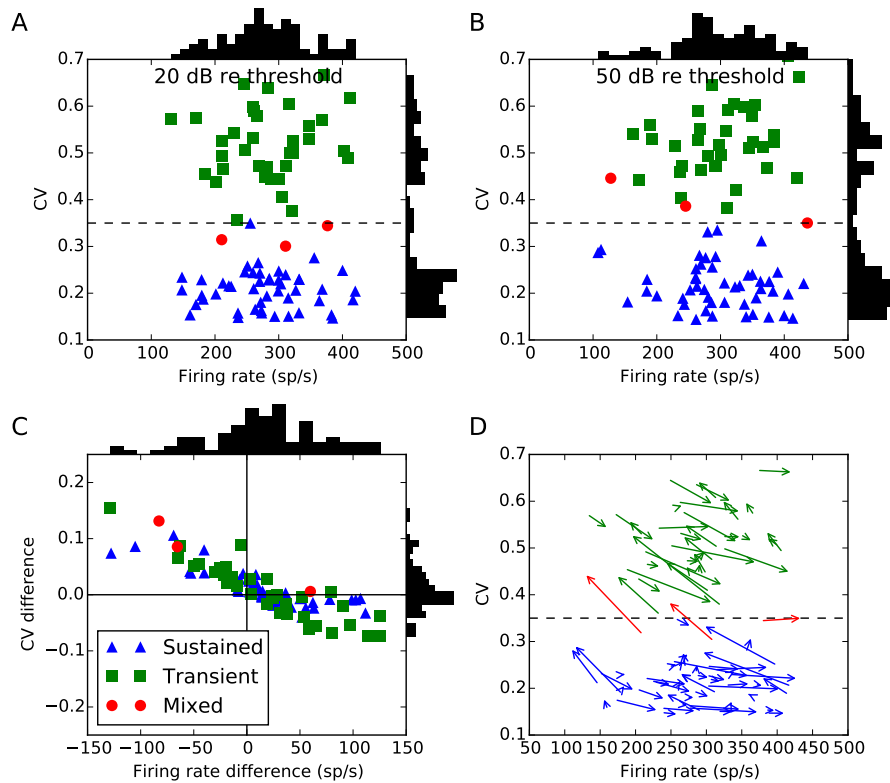 A
20 dB re threshold
0.7
0.6
0.5
0.4
0.3
0.2
0.1
CV
0 100 200 300 400 500
Firing rate (sp/s)
B
50 dB re threshold
0.7
0.6
0.5
0.4
0.3
0.2
0.1
CV
0 100 200 300 400 500
Firing rate (sp/s)
C
0.2
0.1
0.0
−0.1
−0.2
CV difference
Sustained
Transient
Mixed
−150 −100 −50 0 50 100 150
Firing rate difference (sp/s)
D
0.7
0.6
0.5
0.4
0.3
0.2
0.1
CV
50 100 150 200 250 300 350 400 450 500
Firing rate (sp/s)